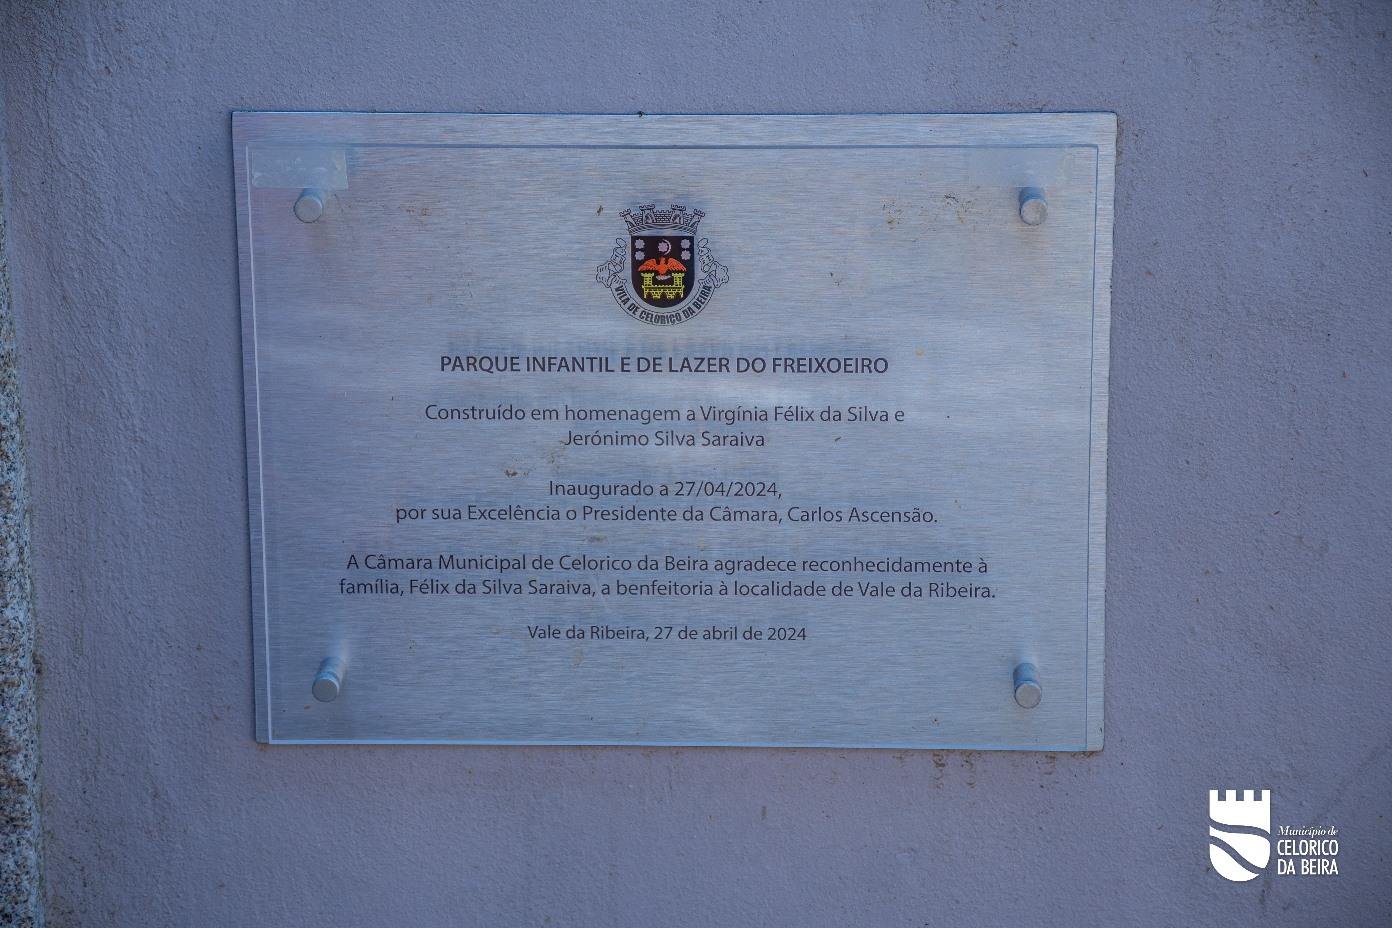 VILA DE CELORICO DA BEIRA
PARQUE INFANTIL E DE LAZER DO FREIXOEIRO
Construído em homenagem a Virgínia Félix da Silva e
Jerónimo Silva Saraiva
Inaugurado a 27/04/2024,
por sua Excelência o Presidente da Câmara, Carlos Ascensão.
A Câmara Municipal de Celorico da Beira agradece reconhecidamente à
família, Félix da Silva Saraiva, a benfeitoria à localidade de Vale da Ribeira.
Vale da Ribeira, 27 de abril de 2024
Município de
CELORICO
DA BEIRA